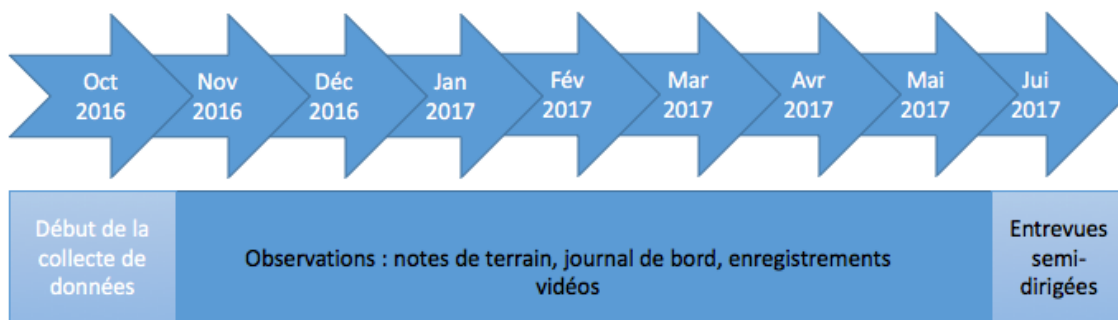 Oct
2016
Nov
2016
Déc
2016
Jan
2017
Fév
2017
Mar
2017
Avr
2017
Mai
2017
Jui
2017
Début de la
collecte de
données
Observations : notes de terrain, journal de bord, enregistrements
vidéos
Entrevues
semi-
dirigées